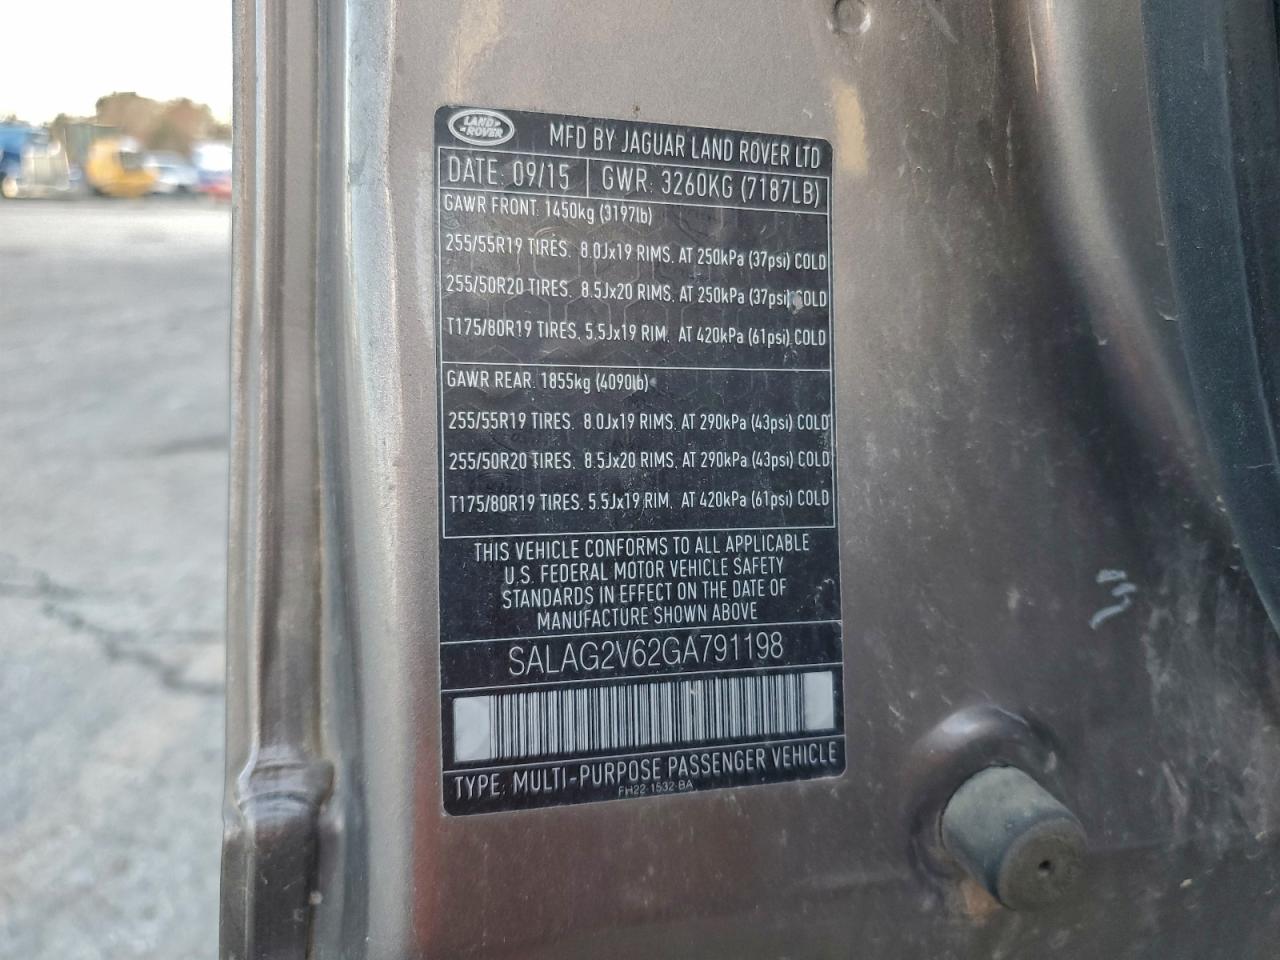 LAND ROVER
MFD BY JAGUAR LAND ROVER LTD
DATE: 09/15 GWR: 3260KG (7187LB)
GAWR FRONT. 1450kg (3197lb)
255/55R19 TIRES. 8.0Jx19 RIMS. AT 250kPa (37psi) COLD
255/50R20 TIRES. 8.5Jx20 RIMS. AT 250kPa (37psi) COLD
T175/80R19 TIRES. 5.5Jx19 RIM. AT 420kPa (61psi) COLD
GAWR REAR. 1855kg (4090lb)
255/55R19 TIRES. 8.0Jx19 RIMS. AT 290kPa (43psi) COLD
255/50R20 TIRES. 8.5Jx20 RIMS. AT 290kPa (43psi) COLD
T175/80R19 TIRES. 5.5Jx19 RIM. AT 420kPa (61psi) COLD
THIS VEHICLE CONFORMS TO ALL APPLICABLE
U.S. FEDERAL MOTOR VEHICLE SAFETY
STANDARDS IN EFFECT ON THE DATE OF
MANUFACTURE SHOWN ABOVE
SALAG2V62GA791198
TYPE: MULTI-PURPOSE PASSENGER VEHICLE
FH22-1532-BA